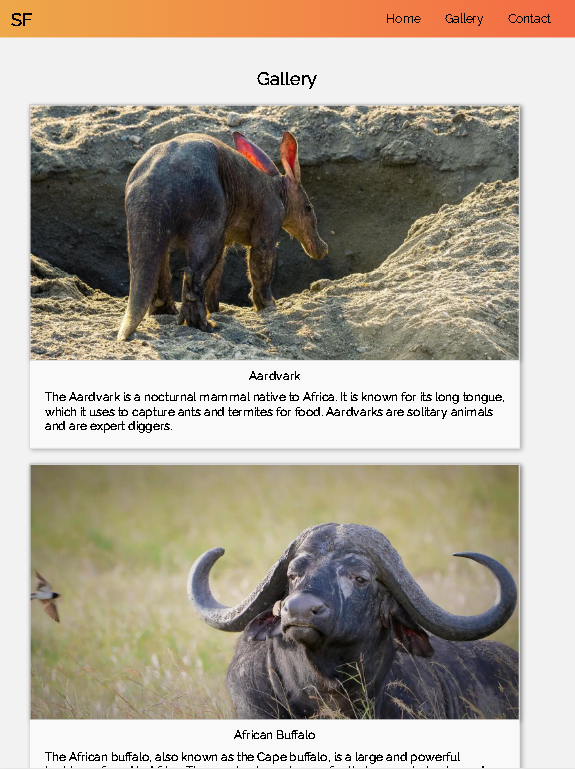 SF
Home Gallery Contact
Gallery
Aardvark
The Aardvark is a nocturnal mammal native to Africa. It is known for its long tongue,
which it uses to capture ants and termites for food. Aardvarks are solitary animals
and are expert diggers.
African Buffalo
The African buffalo, also known as the Cape buffalo, is a large and powerful